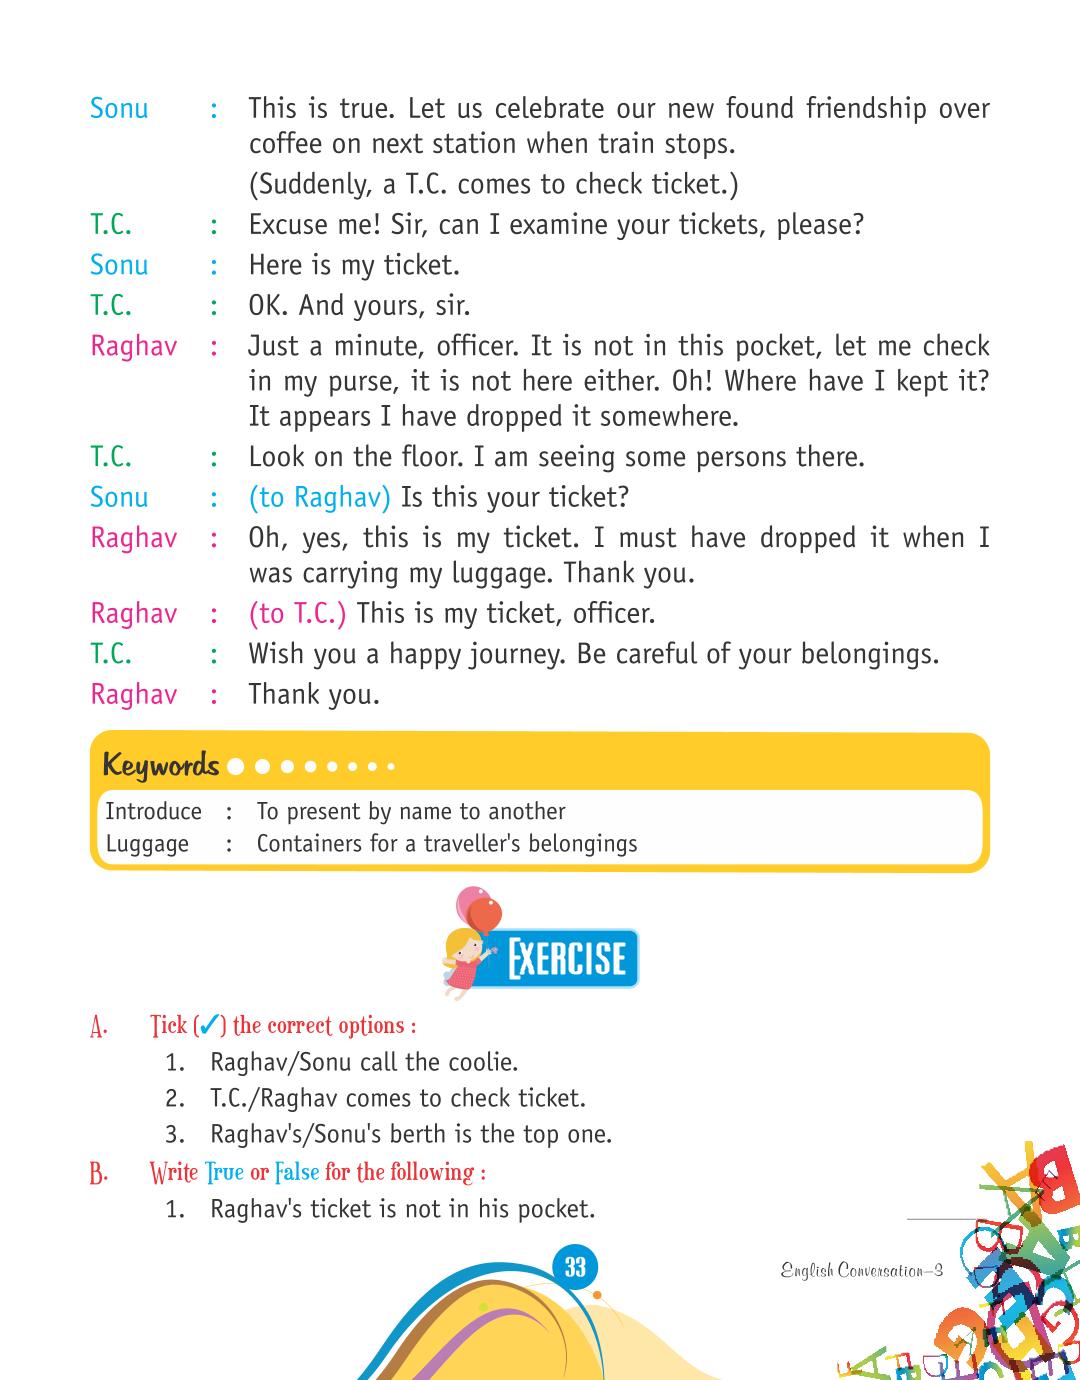 Sonu : This is true. Let us celebrate our new found friendship over
coffee on next station when train stops.
(Suddenly, a T.C. comes to check ticket.)
T.C. : Excuse me! Sir, can I examine your tickets, please?
Sonu : Here is my ticket.
T.C. : OK. And yours, sir.
Raghav : Just a minute, officer. It is not in this pocket, let me check
in my purse, it is not here either. Oh! Where have I kept it?
It appears I have dropped it somewhere.
T.C. : Look on the floor. I am seeing some persons there.
Sonu : (to Raghav) Is this your ticket?
Raghav : Oh, yes, this is my ticket. I must have dropped it when I
was carrying my luggage. Thank you.
Raghav : (to T.C.) This is my ticket, officer.
T.C. : Wish you a happy journey. Be careful of your belongings.
Raghav : Thank you.
Keywords
Introduce : To present by name to another
Luggage : Containers for a traveller's belongings
EXERCISE
A. Tick (✓) the correct options :
1. Raghav/Sonu call the coolie.
2. T.C./Raghav comes to check ticket.
3. Raghav's/Sonu's berth is the top one.
B. Write True or False for the following :
1. Raghav's ticket is not in his pocket.
33
English Conversation–3